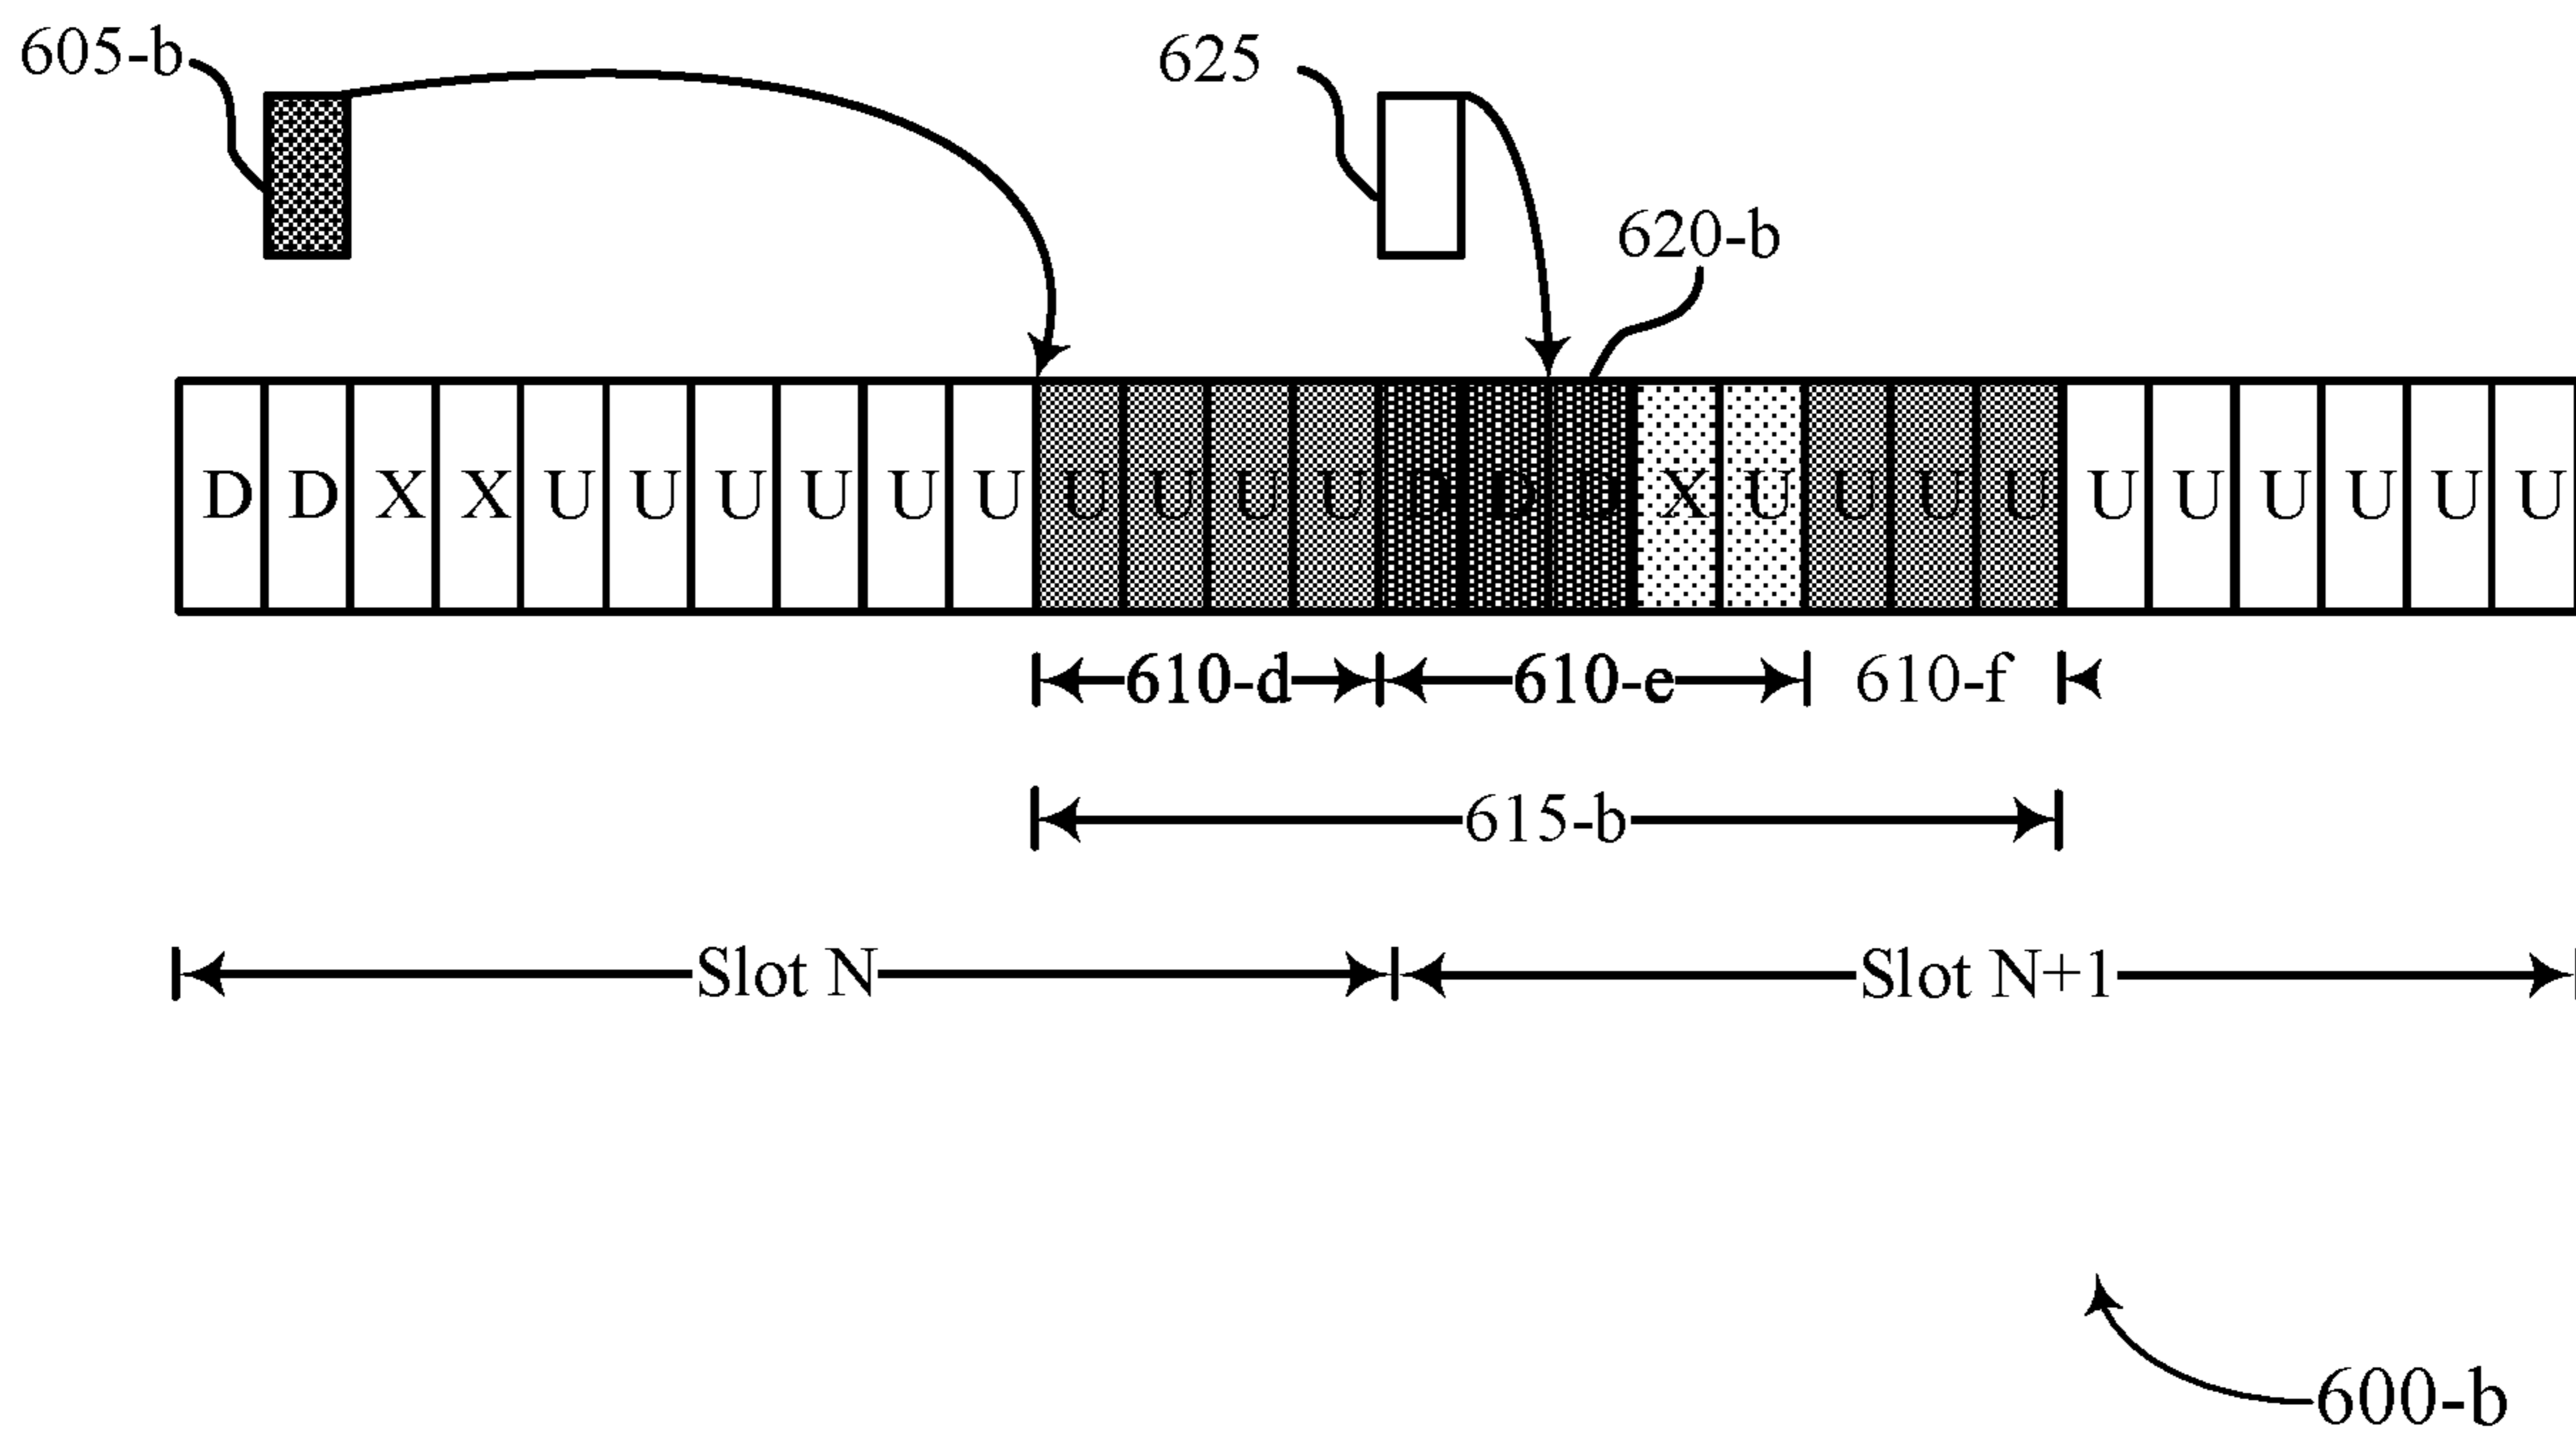 605-b
625
620-b
D D X X U U U U U U U U U U D D D X U U U U U U U U U U
610-d 610-e 610-f
615-b
Slot N Slot N+1
600-b